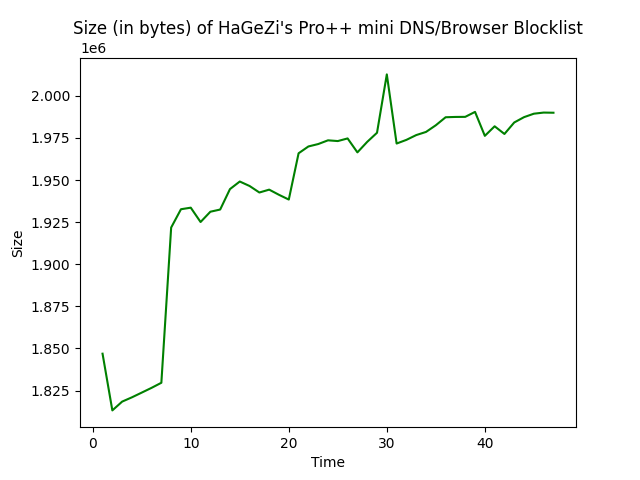 Size (in bytes) of HaGeZi's Pro++ mini DNS/Browser Blocklist
1e6
2.000
1.975
1.950
1.925
1.900
1.875
1.850
1.825
Size
0 10 20 30 40
Time